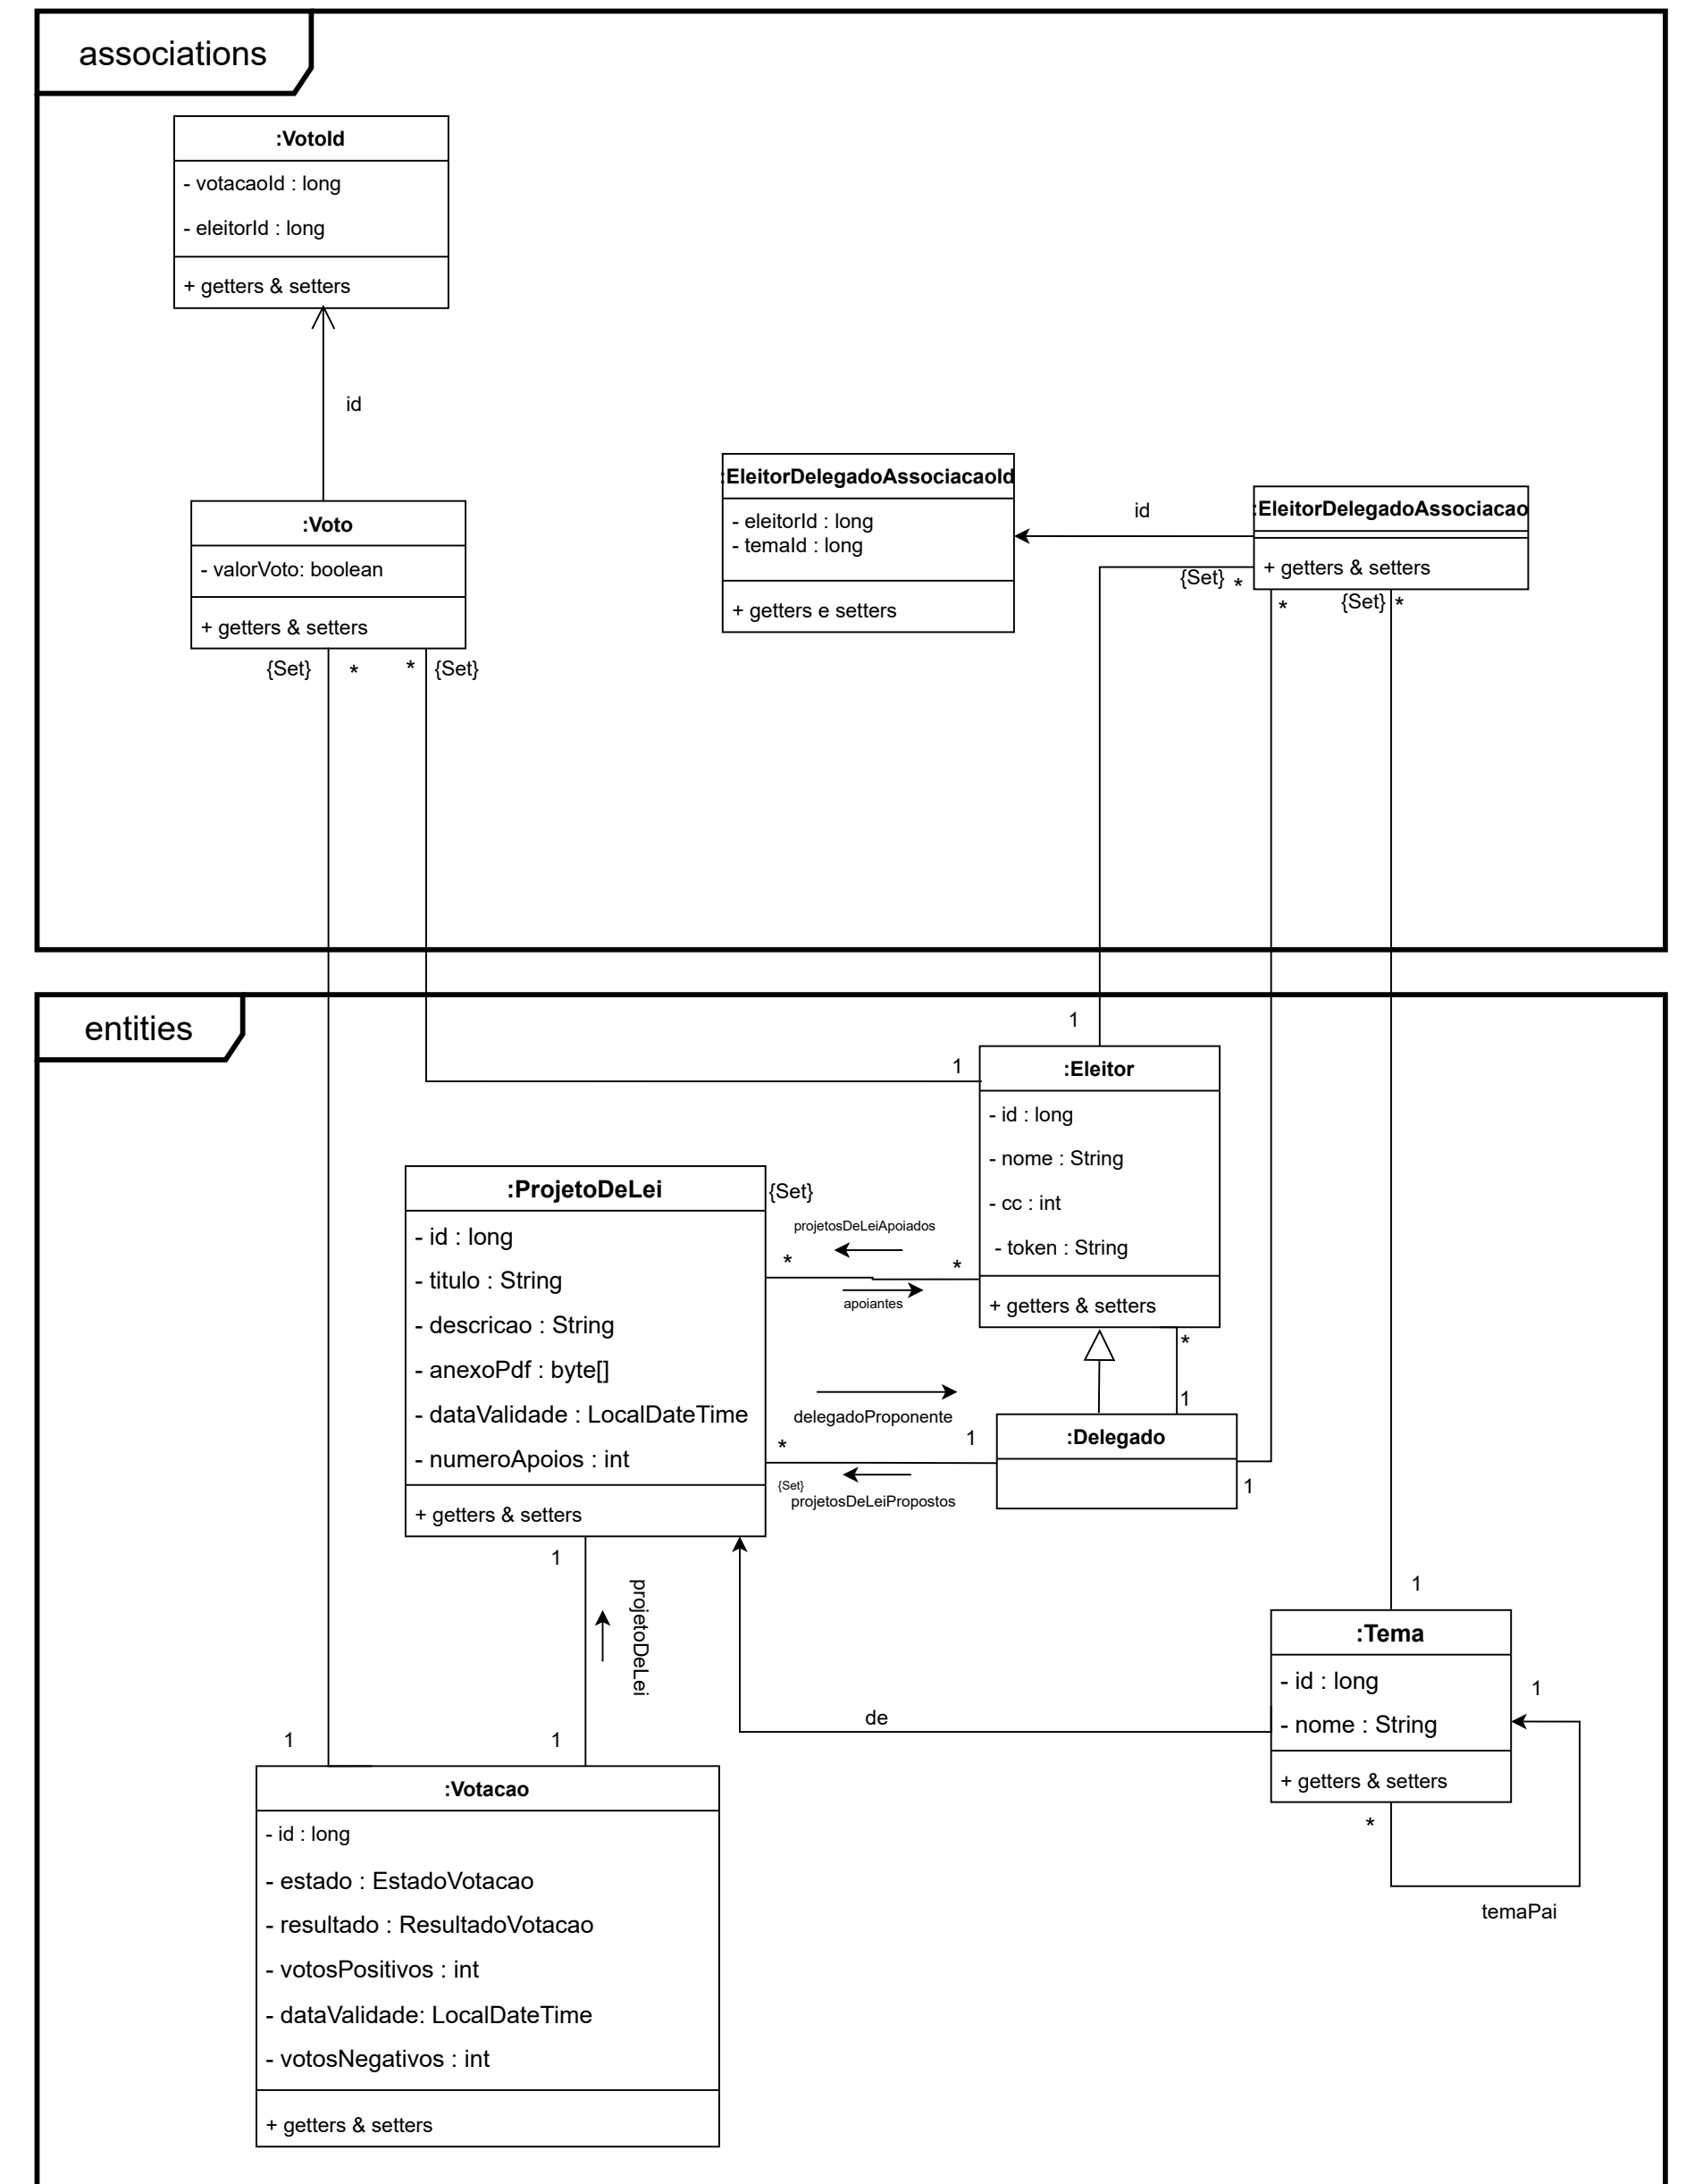 associations
:VotoId
- votacaoId : long
- eleitorId : long
+ getters & setters
id
:Voto
- valorVoto: boolean
+ getters & setters
{Set}
*
*
{Set}
:EleitorDelegadoAssociacaoId
- eleitorId : long
- temaId : long
+ getters e setters
id
:EleitorDelegadoAssociacao
+ getters & setters
{Set}
*
*
{Set}
*
entities
1
1
:Eleitor
- id : long
- nome : String
- cc : int
- token : String
+ getters & setters
:ProjetoDeLei
- id : long
- titulo : String
- descricao : String
- anexoPdf : byte[]
- dataValidade : LocalDateTime
- numeroApoios : int
+ getters & setters
{Set}
projetosDeLeiApoiados
*
*
apoiantes
*
1
delegadoProponente
*
1
{Set}
projetosDeLeiPropostos
:Delegado
1
1
projetoDeLei
1
:Tema
- id : long
- nome : String
+ getters & setters
1
*
temaPai
de
1
1
:Votacao
- id : long
- estado : EstadoVotacao
- resultado : ResultadoVotacao
- votosPositivos : int
- dataValidade: LocalDateTime
- votosNegativos : int
+ getters & setters